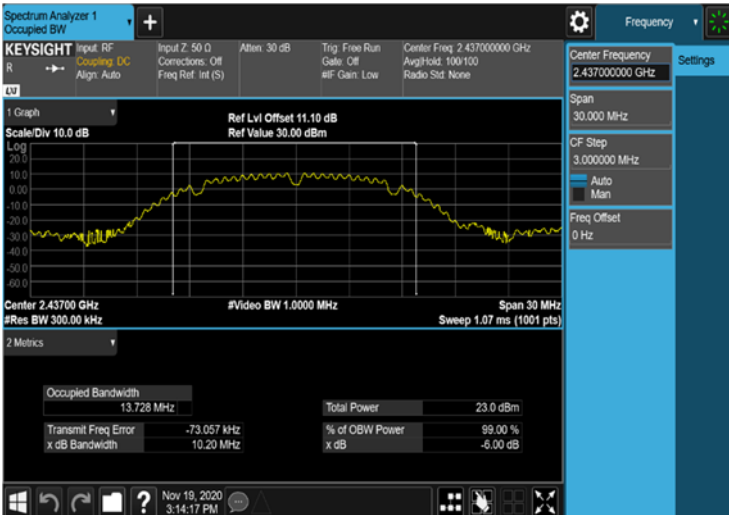 Spectrum Analyzer 1
Occupied BW
Frequency
KEYSIGHT
R
Input: RF
Coupling: DC
Align: Auto
Input Z: 50 Ω
Corrections: Off
Freq Ref: Int (S)
Atten: 30 dB
Trig: Free Run
Gate: Off
#IF Gain: Low
Center Freq: 2.437000000 GHz
Avg|Hold: 100/100
Radio Std: None
Center Frequency
2.437000000 GHz
Settings
Span
30.000 MHz
CF Step
3.000000 MHz
Auto
Man
Freq Offset
0 Hz
1 Graph
Scale/Div 10.0 dB
Ref Lvl Offset 11.10 dB
Ref Value 30.00 dBm
Log
20.0
10.0
0.00
-10.0
-20.0
-30.0
-40.0
-50.0
-60.0
Center 2.43700 GHz
#Res BW 300.00 kHz
#Video BW 1.0000 MHz
Span 30 MHz
Sweep 1.07 ms (1001 pts)
2 Metrics
Occupied Bandwidth
13.728 MHz
Total Power 23.0 dBm
Transmit Freq Error -73.057 kHz
% of OBW Power 99.00 %
x dB Bandwidth 10.20 MHz
x dB -6.00 dB
Nov 19, 2020
3:14:17 PM